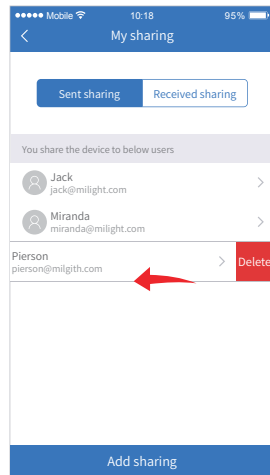 Mobile 10:18 95%
My sharing
Sent sharing Received sharing
You share the device to below users
Jack
jack@milight.com
Miranda
miranda@milight.com
Pierson
pierson@milgith.com
Delete
Add sharing